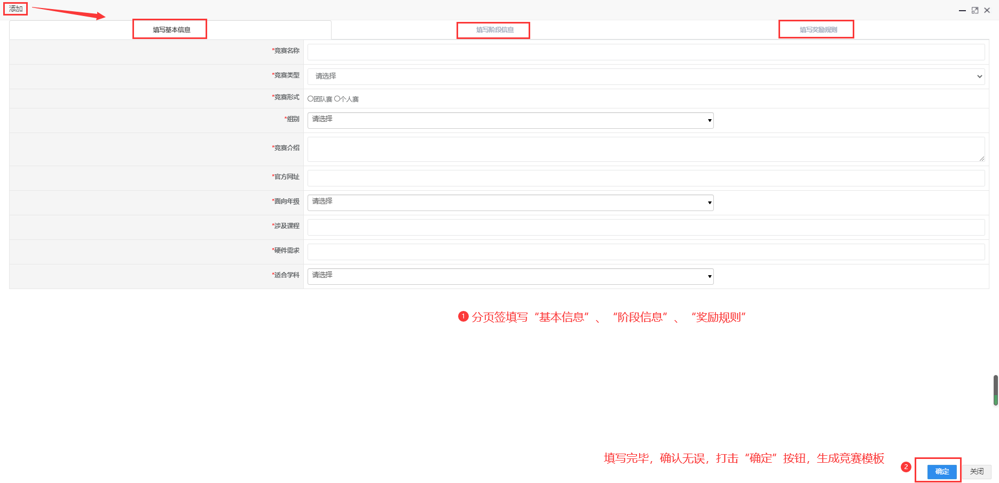 添加
填写基本信息 填写阶段信息 填写奖励规则
*竞赛名称
*竞赛类型 请选择
*竞赛形式 团队赛 个人赛
*组别 请选择
*竞赛介绍
*官方网址
*面向年级 请选择
*涉及课程
*硬件需求
*适合学科 请选择
1 分页签填写“基本信息”、“阶段信息”、“奖励规则”
填写完毕，确认无误，打击“确定”按钮，生成竞赛模板
2 确定 关闭